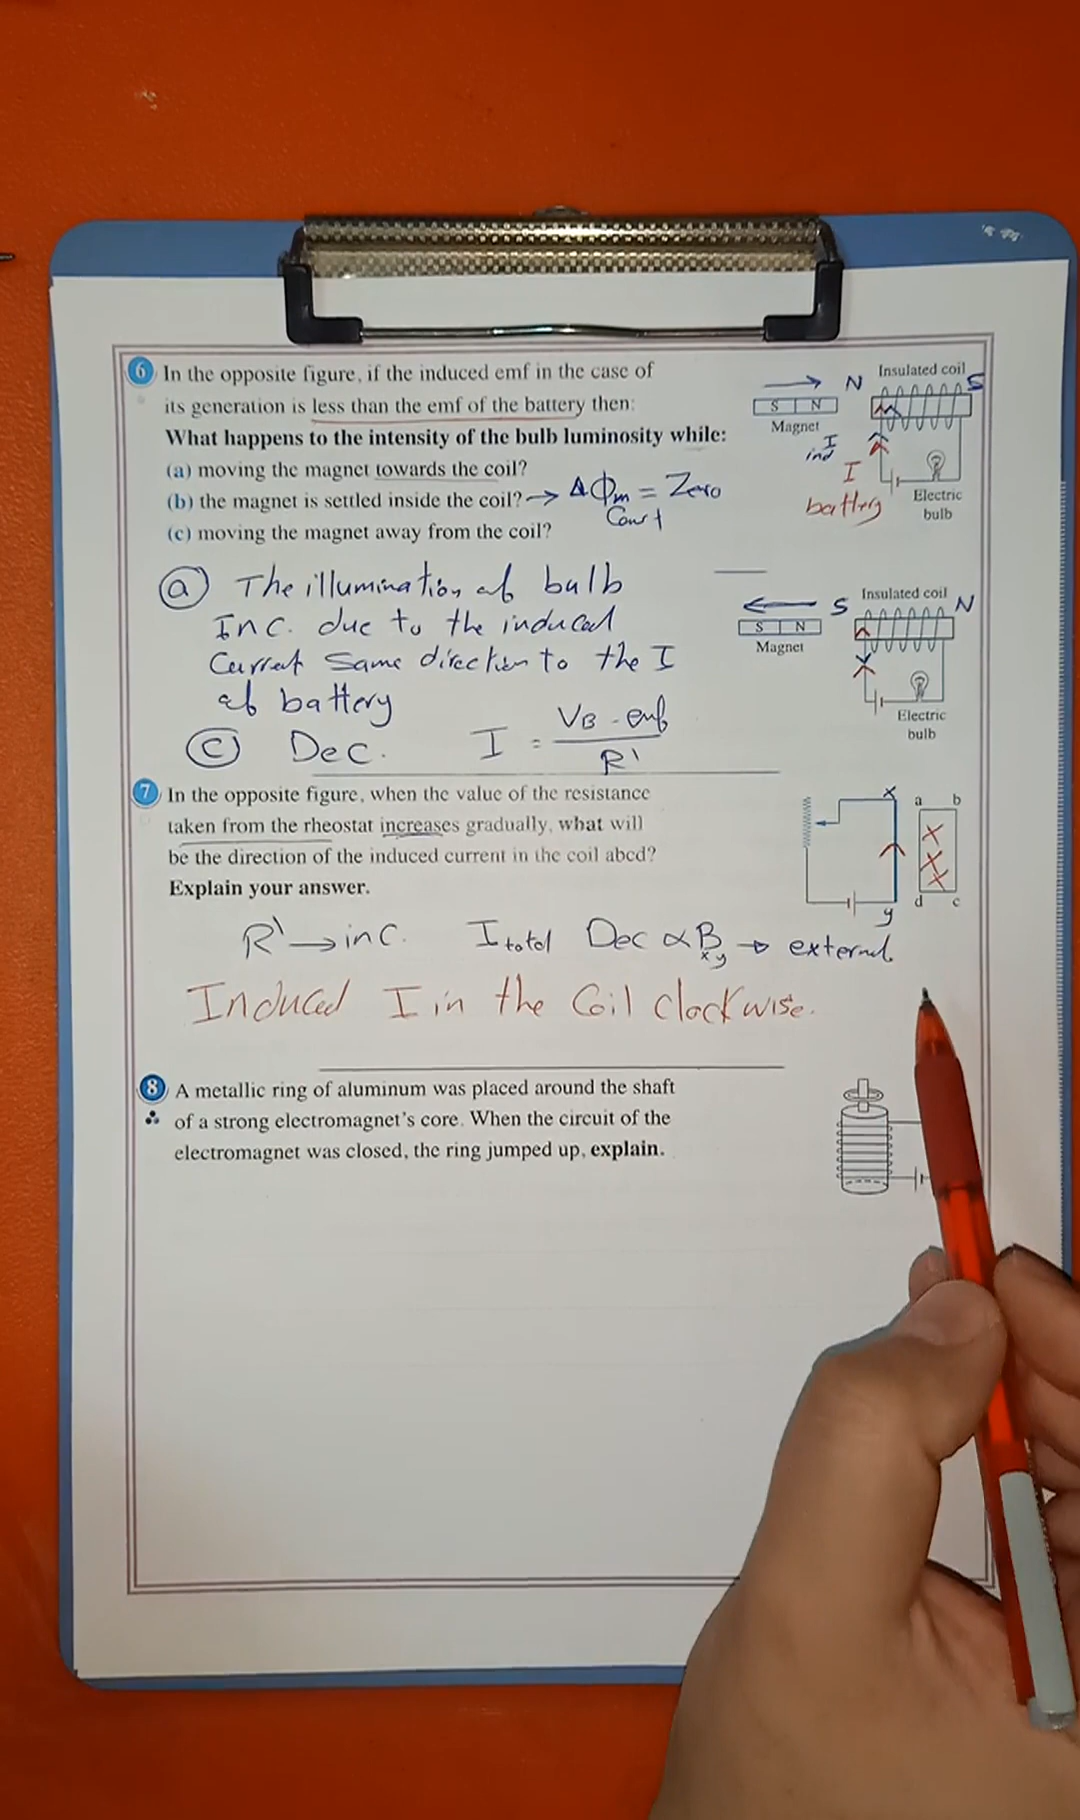 6 In the opposite figure, if the induced emf in the case of
its generation is less than the emf of the battery then:
What happens to the intensity of the bulb luminosity while:
(a) moving the magnet towards the coil?
(b) the magnet is settled inside the coil? → Δϕm = Zero
Const
(c) moving the magnet away from the coil?
N
Insulated coil
S
S N
Magnet
I
ind
I
battery
Electric
bulb
(a) The illumination of bulb
Inc. due to the induced
Current Same direction to the I
of battery
(c) Dec. I = VB - emf
R'
S
Insulated coil
N
S N
Magnet
Electric
bulb
7 In the opposite figure, when the value of the resistance
taken from the rheostat increases gradually, what will
be the direction of the induced current in the coil abcd?
Explain your answer.
x
a b
X
X
X
y
d c
R' → inc. I total Dec ∝ B xy → external
Induced I in the Coil clockwise.
8 A metallic ring of aluminum was placed around the shaft
of a strong electromagnet's core. When the circuit of the
electromagnet was closed, the ring jumped up, explain.